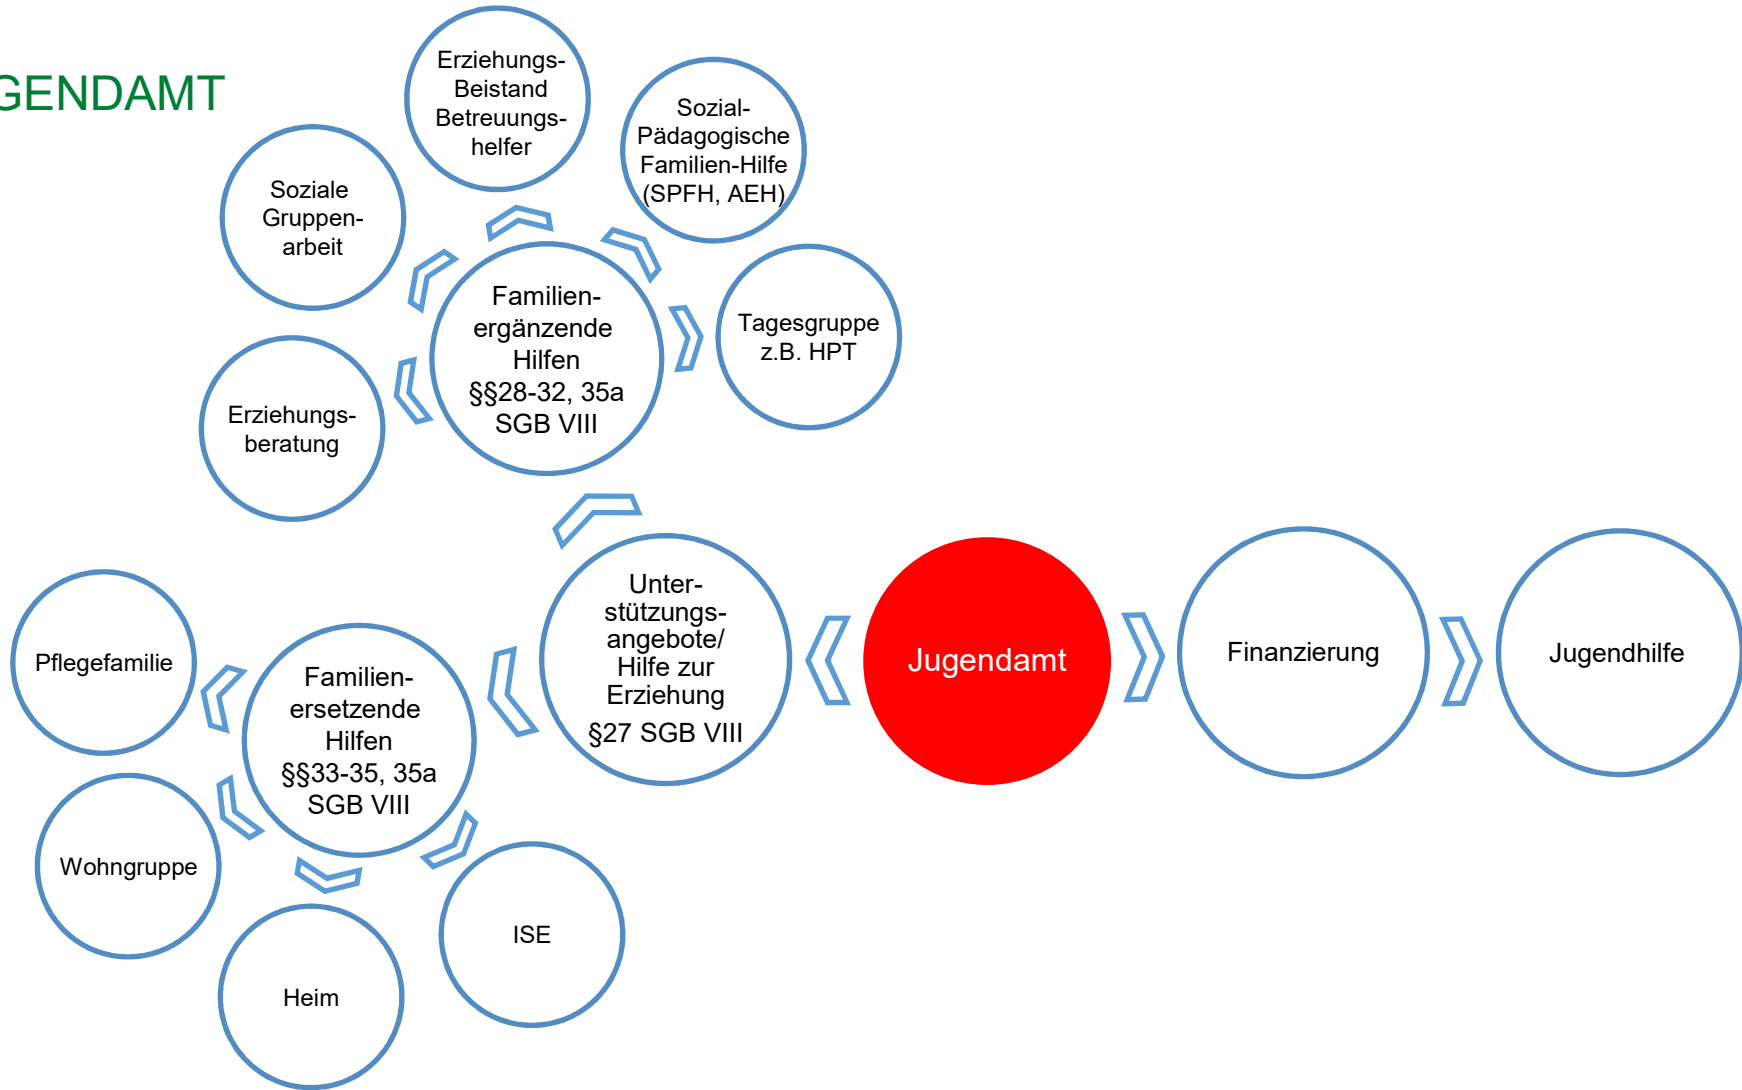 GENDAMT
Erziehungs-
Beistand
Betreuungs-
helfer
Sozial-
Pädagogische
Familien-Hilfe
(SPFH, AEH)
Soziale
Gruppen-
arbeit
Familien-
ergänzende
Hilfen
§§28-32, 35a
SGB VIII
Tagesgruppe
z.B. HPT
Erziehungs-
beratung
Unter-
stützungs-
angebote/
Hilfe zur
Erziehung
§27 SGB VIII
Jugendamt
Finanzierung
Jugendhilfe
Pflegefamilie
Familien-
ersetzende
Hilfen
§§33-35, 35a
SGB VIII
Wohngruppe
ISE
Heim